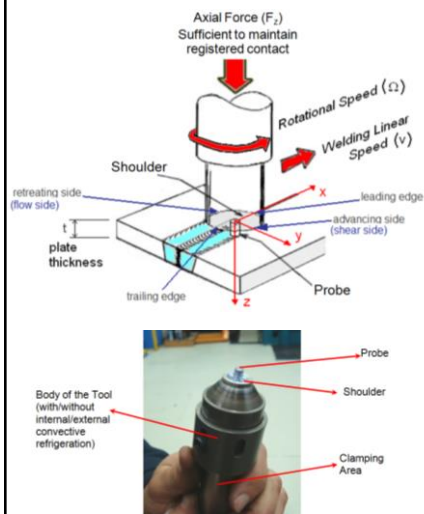 Axial Force (Fz)
Sufficient to maintain
registered contact
Rotational Speed (Ω)
Welding Linear
Speed (v)
Shoulder
x
retreating side
(flow side)
leading edge
advancing side
(shear side)
t
plate
thickness
y
trailing edge
Probe
z
Probe
Shoulder
Body of the Tool
(with/without
internal/external
convective
refrigeration)
Clamping
Area